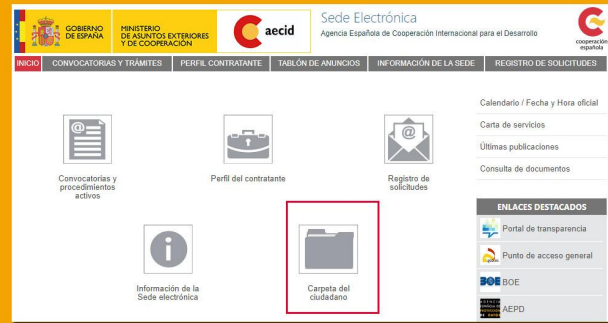 GOBIERNO
DE ESPAÑA
MINISTERIO
DE ASUNTOS EXTERIORES
Y DE COOPERACIÓN
aecid
Sede Electrónica
Agencia Española de Cooperación Internacional para el Desarrollo
cooperación
española
INICIO CONVOCATORIAS Y TRÁMITES PERFIL CONTRATANTE TABLÓN DE ANUNCIOS INFORMACIÓN DE LA SEDE REGISTRO DE SOLICITUDES
Calendario / Fecha y Hora oficial
Carta de servicios
Últimas publicaciones
Consulta de documentos
Convocatorias y
procedimientos
activos
Perfil del contratante
Registro de
solicitudes
Información de la
Sede electrónica
Carpeta del
ciudadano
ENLACES DESTACADOS
Portal de transparencia
Punto de acceso general
BOE BOE
AEPD